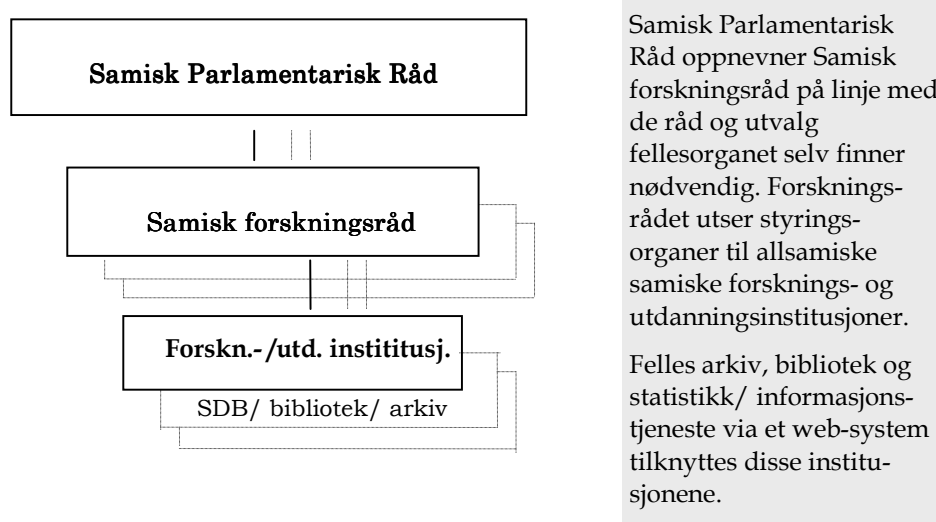 Samisk Parlamentarisk Råd
Samisk forskningsråd
Forskn.-/utd. instititusj.
SDB/ bibliotek/ arkiv
Samisk Parlamentarisk
Råd oppnevner Samisk
forskningsråd på linje med
de råd og utvalg
fellesorganet selv finner
nødvendig. Forsknings-
rådet utser styrings-
organer til allsamiske
samiske forsknings- og
utdanningsinstitusjoner.
Felles arkiv, bibliotek og
statistikk/ informasjons-
tjeneste via et web-system
tilknyttes disse institu-
sjonene.